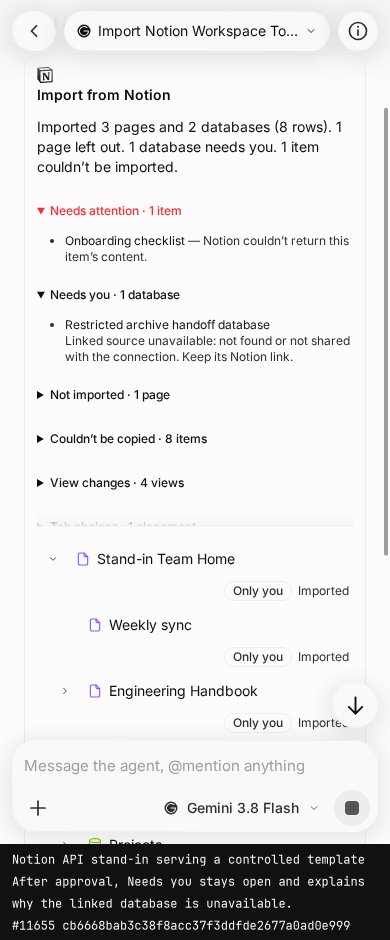 Import Notion Workspace To...
Import from Notion
Imported 3 pages and 2 databases (8 rows). 1
page left out. 1 database needs you. 1 item
couldn’t be imported.
Needs attention · 1 item
Onboarding checklist — Notion couldn’t return this
item’s content.
Needs you · 1 database
Restricted archive handoff database
Linked source unavailable: not found or not shared
with the connection. Keep its Notion link.
Not imported · 1 page
Couldn’t be copied · 8 items
View changes · 4 views
Tab choices · 1 placement
Stand-in Team Home
Only you Imported
Weekly sync
Only you Imported
Engineering Handbook
Only you Imported
Message the agent, @mention anything
Gemini 3.8 Flash
Projects
Notion API stand-in serving a controlled template
After approval, Needs you stays open and explains
why the linked database is unavailable.
#11655 cb6668bab3c38f8acc37f3ddfde2677a0ad0e999